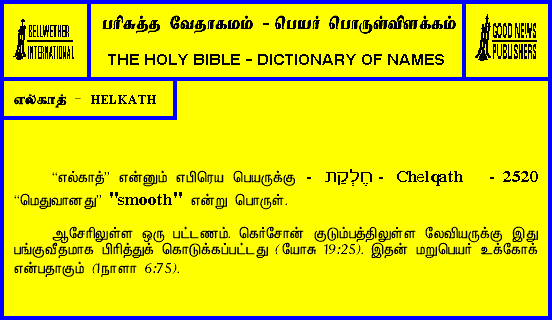 BELLWETHER
INTERNATIONAL
பரிசுத்த வேதாகமம் - பெயர் பொருள்விளக்கம்
THE HOLY BIBLE - DICTIONARY OF NAMES
GOOD NEWS
PUBLISHERS
எல்காத் - HELKATH
“எல்காத்” என்னும் எபிரெய பெயருக்கு - חֶלְקַת - Chelqath - 2520
“மெதுவானது” "smooth" என்று பொருள்.
ஆசேரிலுள்ள ஒரு பட்டணம். கெர்சோன் குடும்பத்திலுள்ள லேவியருக்கு இது
பங்குவீதமாக பிரித்துக் கொடுக்கப்பட்டது (யோசு 19:25). இதன் மறுபெயர் உக்கோக்
என்பதாகும் (1நாளா 6:75).